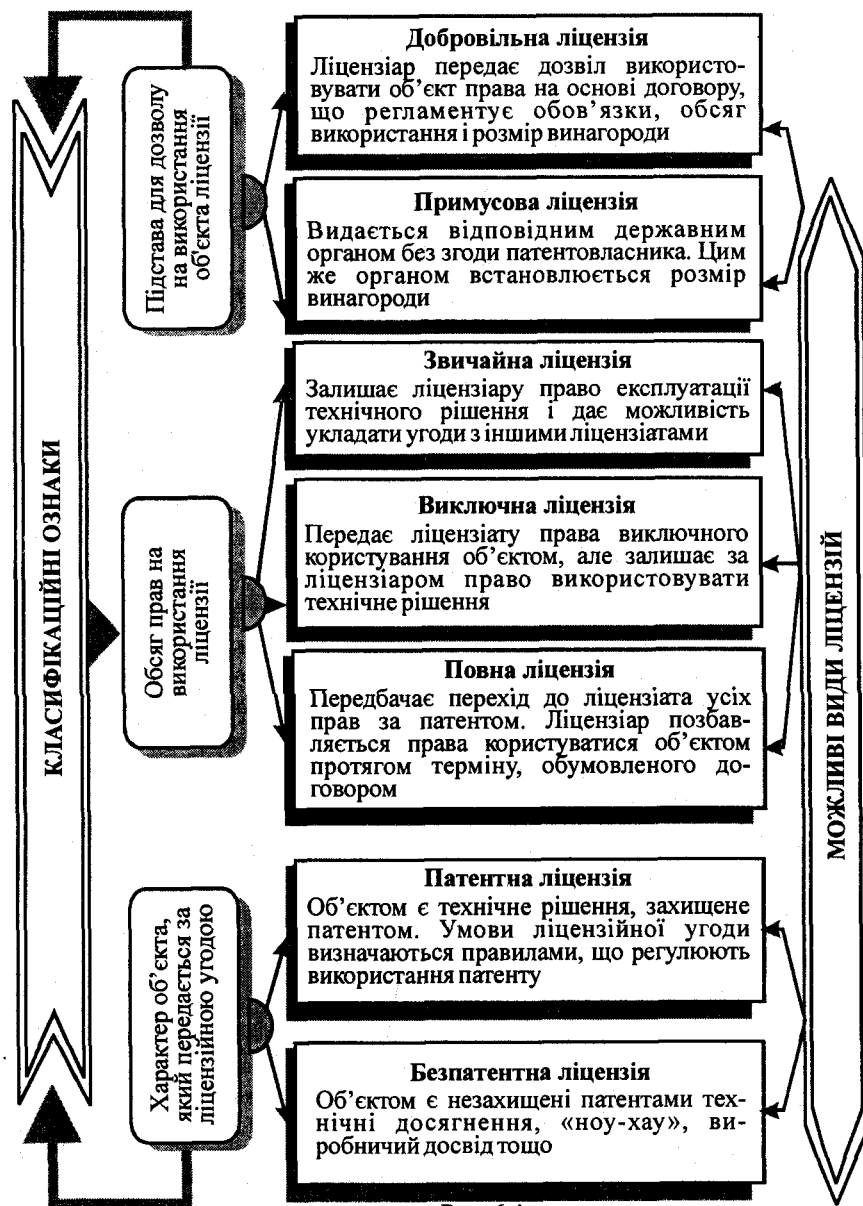 КЛАСИФІКАЦІЙНІ ОЗНАКИ
Підстава для дозволу
на використання
об'єкта ліцензії
Добровільна ліцензія
Ліцензіар передає дозвіл використо-
вувати об'єкт права на основі договору,
що регламентує обов'язки, обсяг
використання і розмір винагороди
Примусова ліцензія
Видається відповідним державним
органом без згоди патентовласника. Цим
же органом встановлюється розмір
винагороди
Обсяг прав на
використання
ліцензії
Звичайна ліцензія
Залишає ліцензіару право експлуатації
технічного рішення і дає можливість
укладати угоди з іншими ліцензіатами
Виключна ліцензія
Передає ліцензіату права виключного
користування об'єктом, але залишає за
ліцензіаром право використовувати
технічне рішення
Повна ліцензія
Передбачає перехід до ліцензіата усіх
прав за патентом. Ліцензіар позбав-
ляється права користуватися об'єктом
протягом терміну, обумовленого до-
говором
Характер об'єкта,
який передається за
ліцензійною угодою
Патентна ліцензія
Об'єктом є технічне рішення, захищене
патентом. Умови ліцензійної угоди
визначаються правилами, що регулюють
використання патенту
Безпатентна ліцензія
Об'єктом є незахищені патентами тех-
нічні досягнення, «ноу-хау», ви-
робничий досвід тощо
МОЖЛИВІ ВИДИ ЛІЦЕНЗІЙ